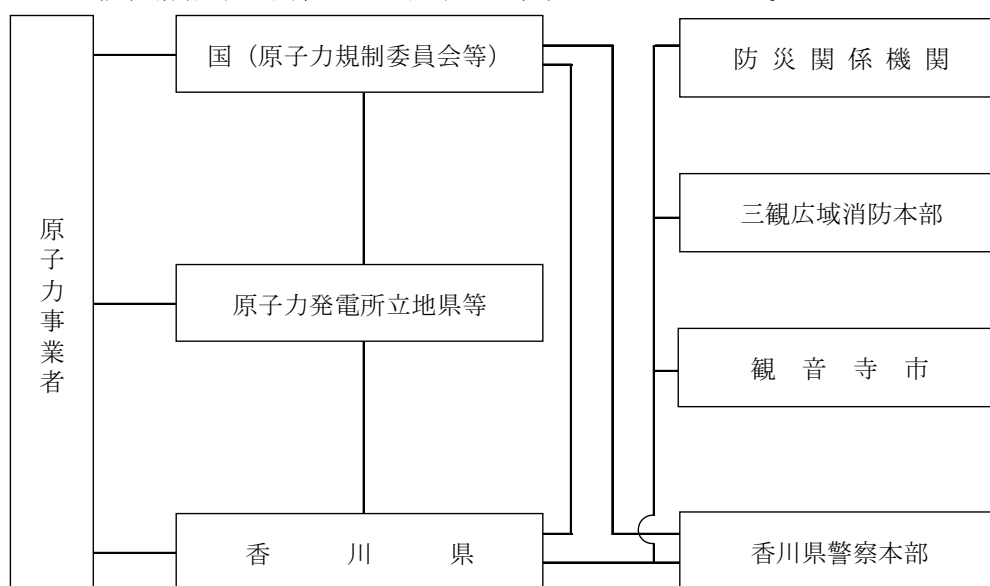 原子力事業者
国（原子力規制委員会等）
原子力発電所立地県等
香川県
防災関係機関
三観広域消防本部
観音寺市
香川県警察本部